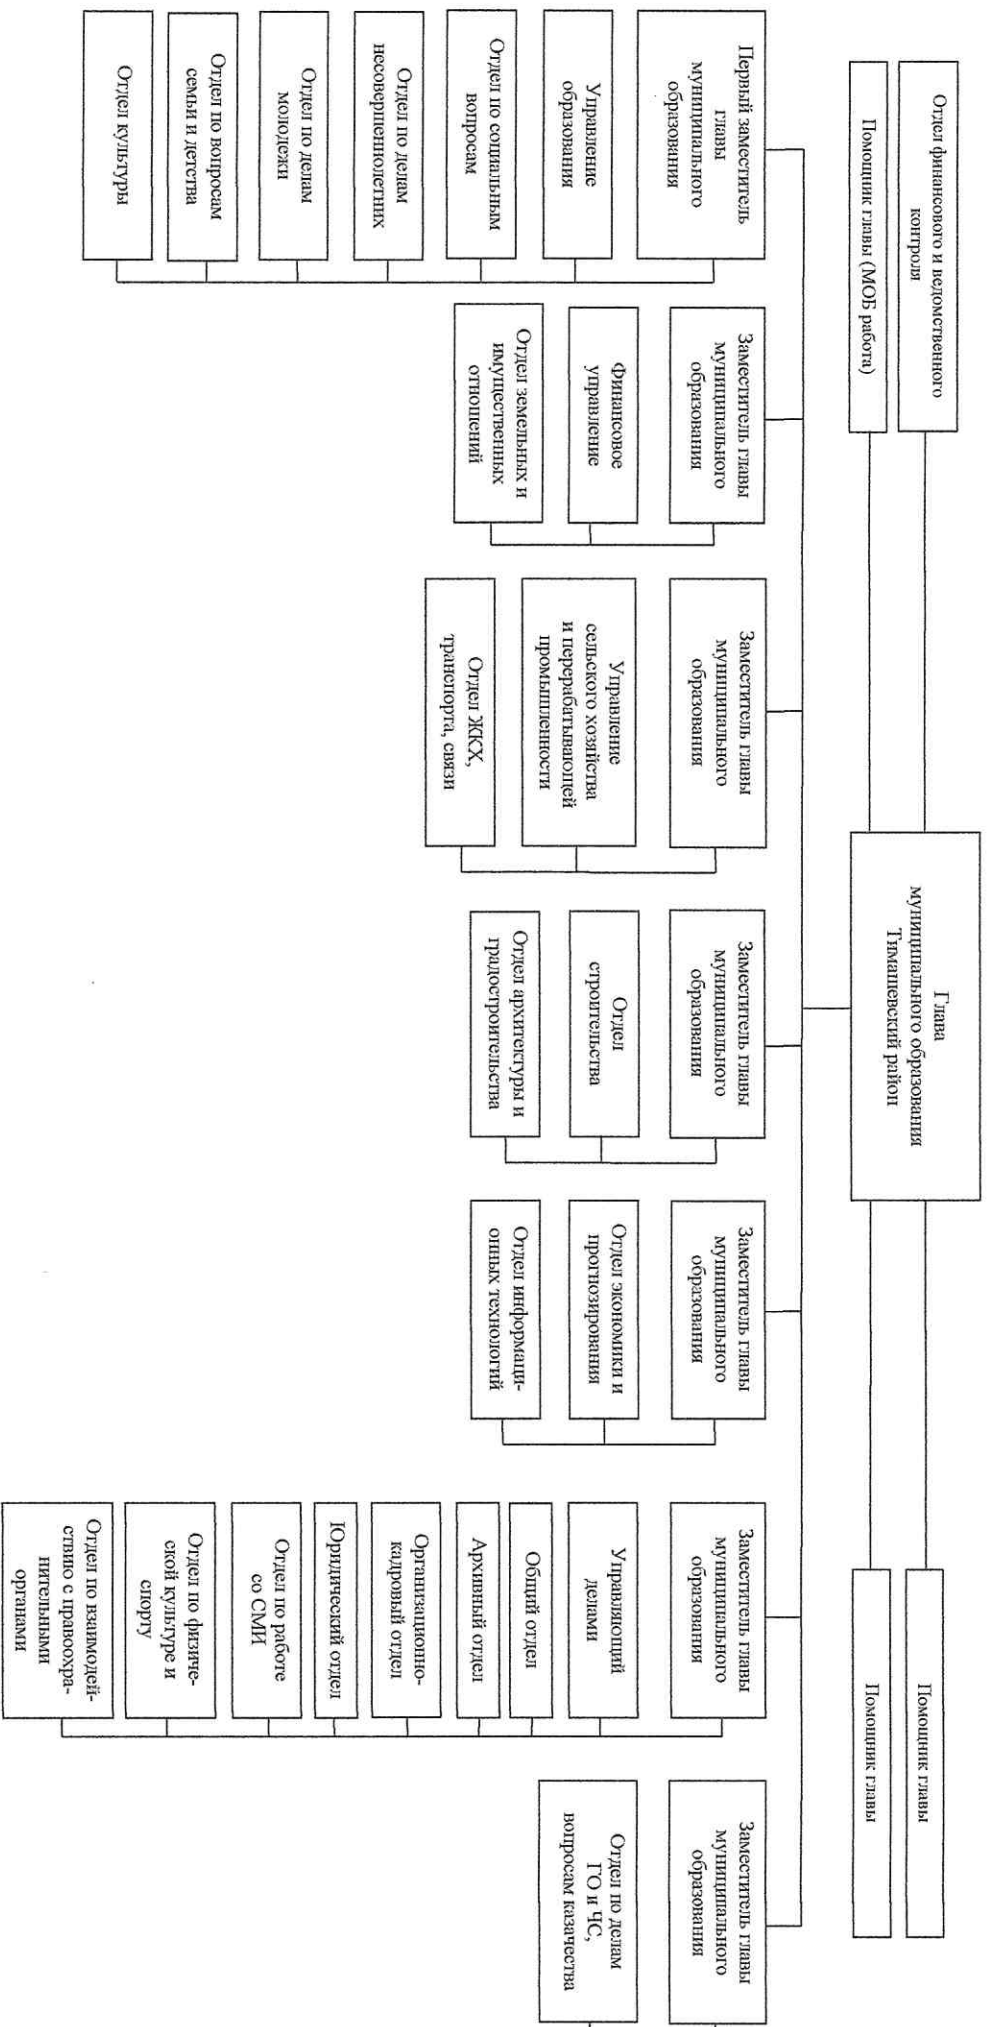 Отдел финансового и ведомственного
контроля
Помощник главы (МОБ работа)
Глава
муниципального образования
Тимашевский район
Помощник главы
Помощник главы
Первый заместитель
главы
муниципального
образования
Управление
образования
Отдел по социальным
вопросам
Отдел по делам
несовершеннолетних
Отдел по делам
молодежи
Отдел по вопросам
семьи и детства
Отдел культуры
Заместитель главы
муниципального
образования
Финансовое
управление
Отдел земельных и
имущественных
отношений
Заместитель главы
муниципального
образования
Управление
сельского хозяйства
и перерабатывающей
промышленности
Отдел ЖКХ,
транспорта, связи
Заместитель главы
муниципального
образования
Отдел
строительства
Отдел архитектуры и
градостроительства
Заместитель главы
муниципального
образования
Отдел экономики и
прогнозирования
Отдел информаци-
онных технологий
Заместитель главы
муниципального
образования
Управляющий
делами
Общий отдел
Архивный отдел
Организационно-
кадровый отдел
Юридический отдел
Отдел по работе
со СМИ
Отдел по физиче-
ской культуре и
спорту
Отдел по взаимодей-
ствию с правоохра-
нительными
органами
Заместитель главы
муниципального
образования
Отдел по делам
ГО и ЧС,
вопросам казачества